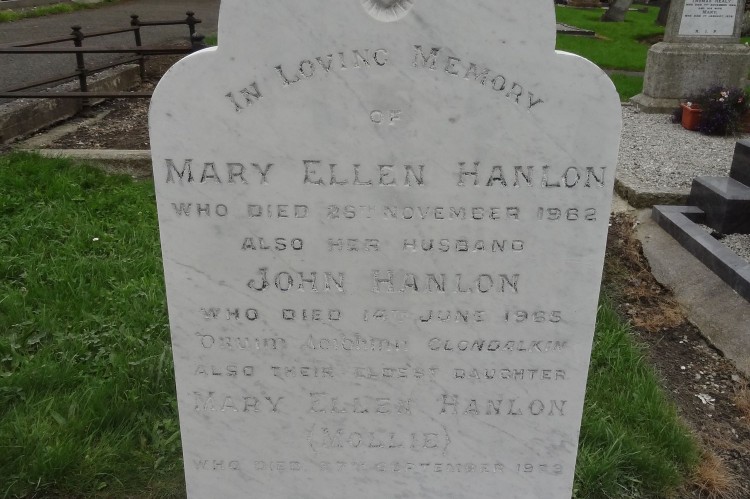 In Loving Memory
OF
MARY ELLEN HANLON
WHO DIED NOVEMBER 1962
ALSO HER HUSBAND
JOHN HANLON
WHO DIED 14TH JUNE 1965
CLONDALKIN
ALSO THEIR ELDEST DAUGHTER
MARY ELLEN HANLON
(MOLLIE)
WHO DIED SEPTEMBER
MARY